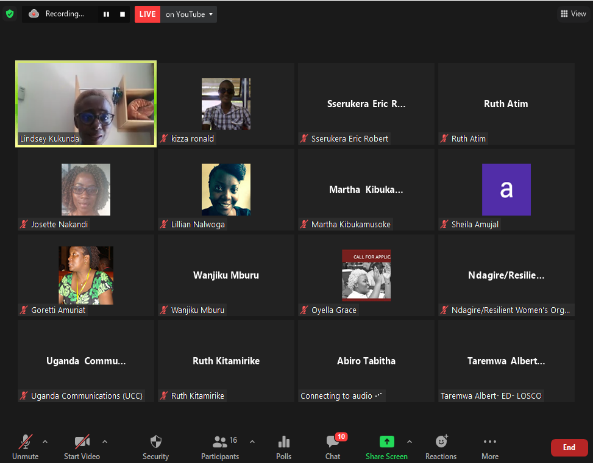 Recording...
LIVE on YouTube
View
Lindsey Kukunda
kizza ronald
Sserukera Eric R...
Sserukera Eric Robert
Ruth Atim
Ruth Atim
Josette Nakandi
Lillian Nalwoga
Martha Kibuka...
Martha Kibukamusoke
a
Sheila Amujal
Goretti Amuriat
Wanjiku Mburu
Wanjiku Mburu
CALL FOR APPLIC
Oyella Grace
Ndagire/Resilie...
Ndagire/Resilient Women's Org...
Uganda Commu...
Uganda Communications (UCC)
Ruth Kitamirike
Ruth Kitamirike
Abiro Tabitha
Connecting to audio
Taremwa Albert...
Taremwa Albert- ED- LOSCO
Unmute
Start Video
Security
16
Participants
Polls
10
Chat
Share Screen
Reactions
More
End